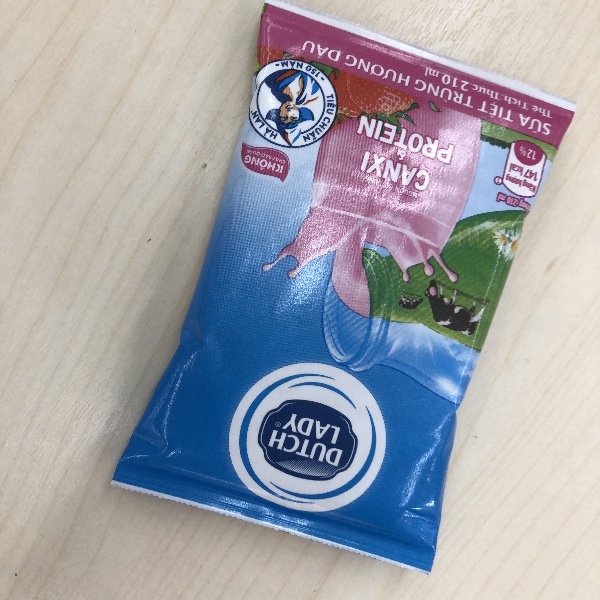 DUTCH
LADY®
CANXI
&
PROTEIN
KHÔNG
TIÊU CHUẨN
HÀ LAN
- 150 NĂM -
12%
147 kcal
SỮA TIỆT TRÙNG HƯƠNG DÂU
Thể Tích Thực 210 ml